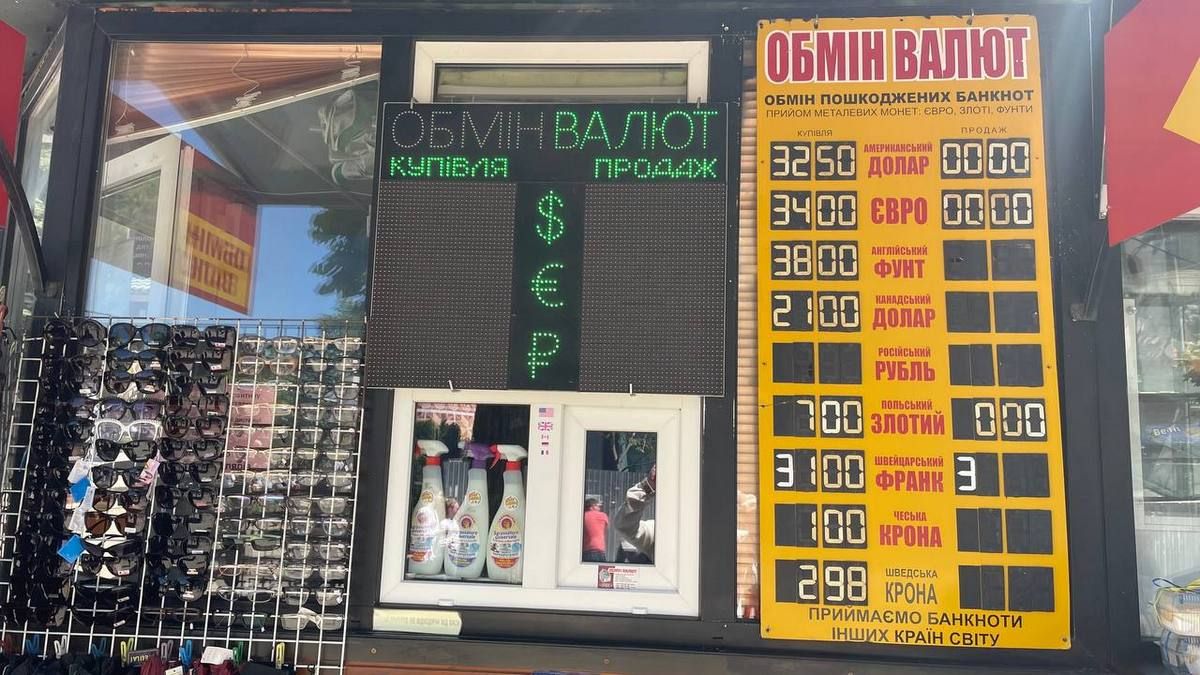 ОБМІН ВАЛЮТ
КУПІВЛЯ ПРОДАЖ
$
€
₽
ОБМІН ВАЛЮТ
ОБМІН ВАЛЮТ
ОБМІН ПОШКОДЖЕНИХ БАНКНОТ
ПРИЙОМ МЕТАЛЕВИХ МОНЕТ: ЄВРО, ЗЛОТІ, ФУНТИ
КУПІВЛЯ ПРОДАЖ
32 50 АМЕРИКАНСЬКИЙ ДОЛАР 00 00
34 00 ЄВРО 00 00
38 00 АНГЛІЙСЬКИЙ ФУНТ
21 00 КАНАДСЬКИЙ ДОЛАР
РОСІЙСЬКИЙ РУБЛЬ
7 00 ПОЛЬСЬКИЙ ЗЛОТИЙ 0 00
31 00 ШВЕЙЦАРСЬКИЙ ФРАНК 3
1 00 ЧЕСЬКА КРОНА
2 98 ШВЕДСЬКА КРОНА
ПРИЙМАЄМО БАНКНОТИ
ІНШИХ КРАЇН СВІТУ